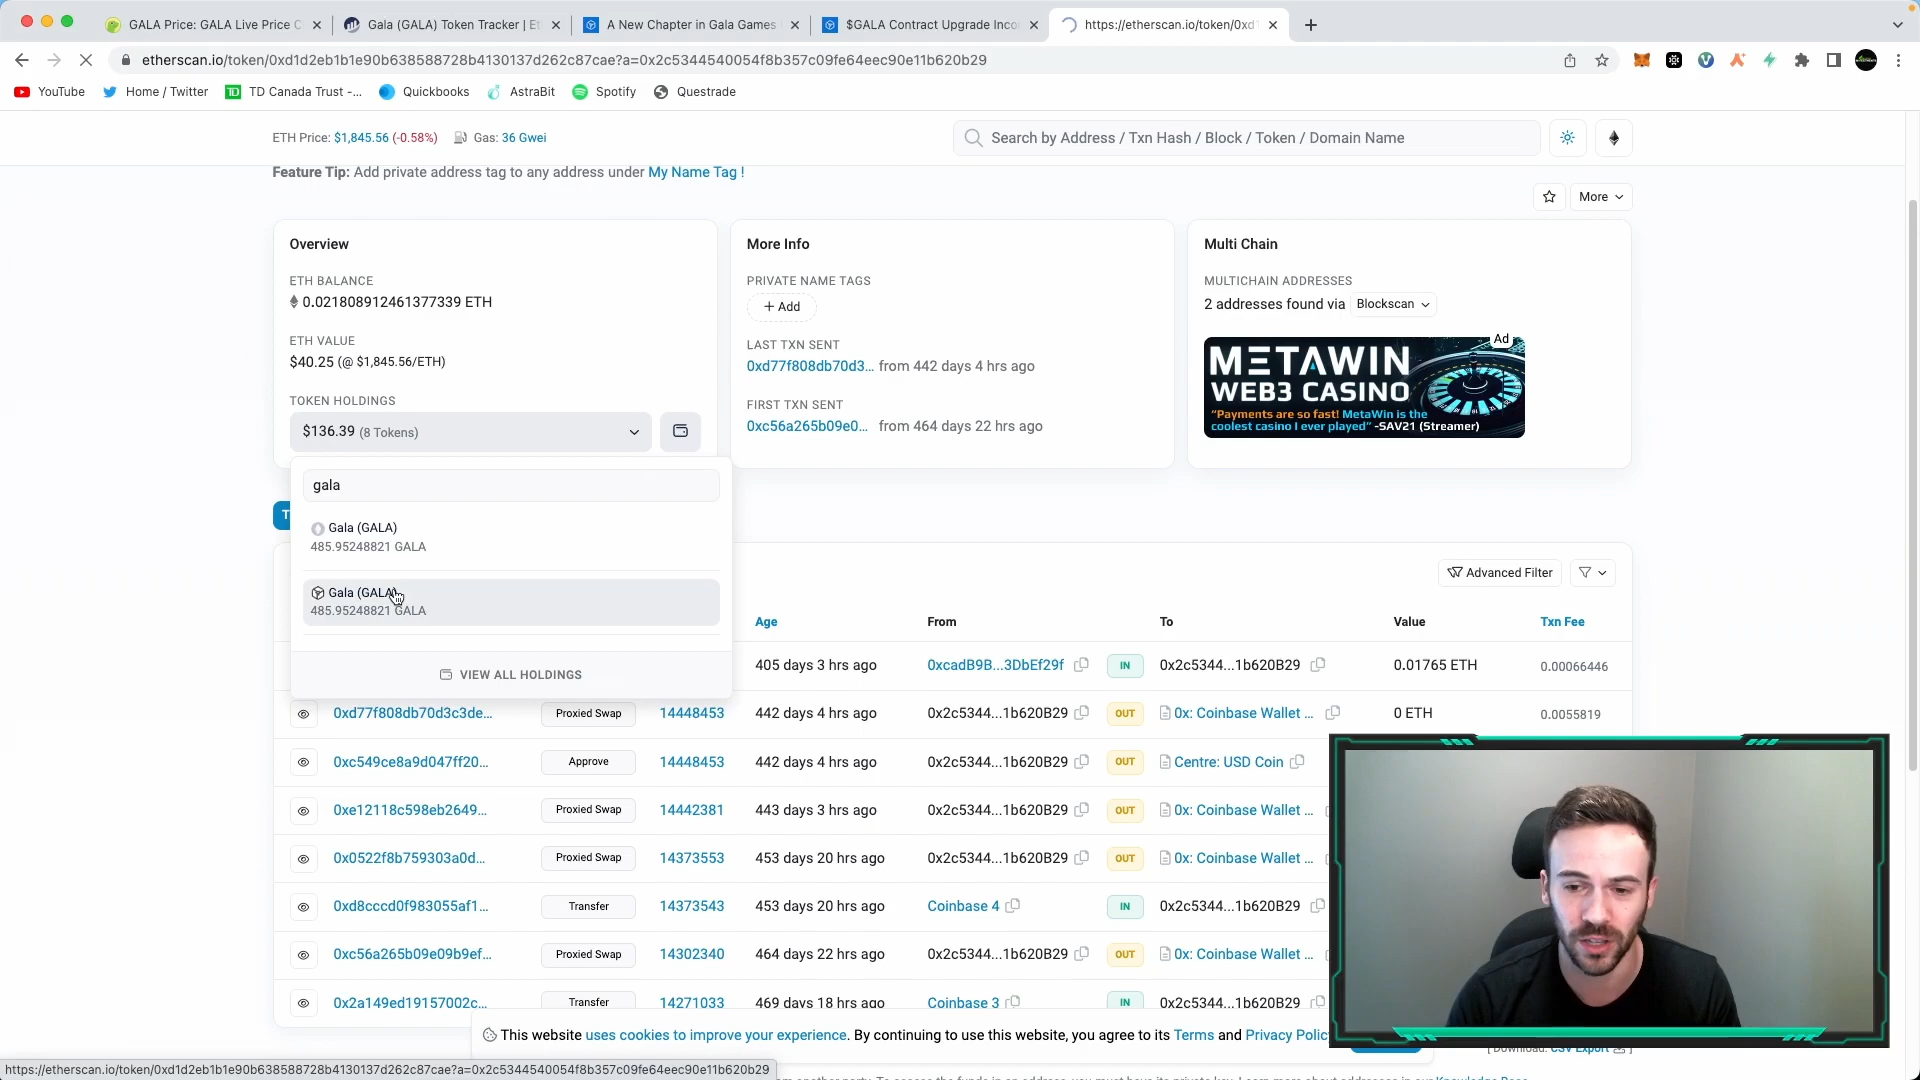 GALA Price: GALA Live Price C
Gala (GALA) Token Tracker | Et
A New Chapter in Gala Games
$GALA Contract Upgrade Inco
https://etherscan.io/token/0xd1
etherscan.io/token/0xd1d2eb1b1e90b638588728b4130137d262c87cae?a=0x2c5344540054f8b357c09fe64eec90e11b620b29
YouTube
Home / Twitter
TD Canada Trust -...
Quickbooks
AstraBit
Spotify
Questrade
ETH Price: $1,845.56 (-0.58%)
Gas: 36 Gwei
Search by Address / Txn Hash / Block / Token / Domain Name
Feature Tip: Add private address tag to any address under My Name Tag !
More
Overview
ETH BALANCE
0.021808912461377339 ETH
ETH VALUE
$40.25 (@ $1,845.56/ETH)
TOKEN HOLDINGS
$136.39 (8 Tokens)
More Info
PRIVATE NAME TAGS
+ Add
LAST TXN SENT
0xd77f808db70d3... from 442 days 4 hrs ago
FIRST TXN SENT
0xc56a265b09e0... from 464 days 22 hrs ago
Multi Chain
MULTICHAIN ADDRESSES
2 addresses found via Blockscan
Ad
METAWIN
WEB3 CASINO
"Payments are so fast! MetaWin is the
coolest casino I ever played" -SAV21 (Streamer)
gala
Gala (GALA)
485.95248821 GALA
Gala (GALA)
485.95248821 GALA
VIEW ALL HOLDINGS
Advanced Filter
Age From To Value Txn Fee
405 days 3 hrs ago 0xcadB9B...3DbEf29f IN 0x2c5344...1b620B29 0.01765 ETH 0.00066446
0xd77f808db70d3c3de... Proxied Swap 14448453 442 days 4 hrs ago 0x2c5344...1b620B29 OUT 0x: Coinbase Wallet ... 0 ETH 0.0055819
0xc549ce8a9d047ff20... Approve 14448453 442 days 4 hrs ago 0x2c5344...1b620B29 OUT Centre: USD Coin
0xe12118c598eb2649... Proxied Swap 14442381 443 days 3 hrs ago 0x2c5344...1b620B29 OUT 0x: Coinbase Wallet ...
0x0522f8b759303a0d... Proxied Swap 14373553 453 days 20 hrs ago 0x2c5344...1b620B29 OUT 0x: Coinbase Wallet ...
0xd8cccd0f983055af1... Transfer 14373543 453 days 20 hrs ago Coinbase 4 IN 0x2c5344...1b620B29
0xc56a265b09e09b9ef... Proxied Swap 14302340 464 days 22 hrs ago 0x2c5344...1b620B29 OUT 0x: Coinbase Wallet ...
0x2a149ed19157002c... Transfer 14271033 469 days 18 hrs ago Coinbase 3 IN 0x2c5344...1b620B29
This website uses cookies to improve your experience. By continuing to use this website, you agree to its Terms and Privacy Polic
[ Download: CSV Export ]
https://etherscan.io/token/0xd1d2eb1b1e90b638588728b4130137d262c87cae?a=0x2c5344540054f8b357c09fe64eec90e11b620b29